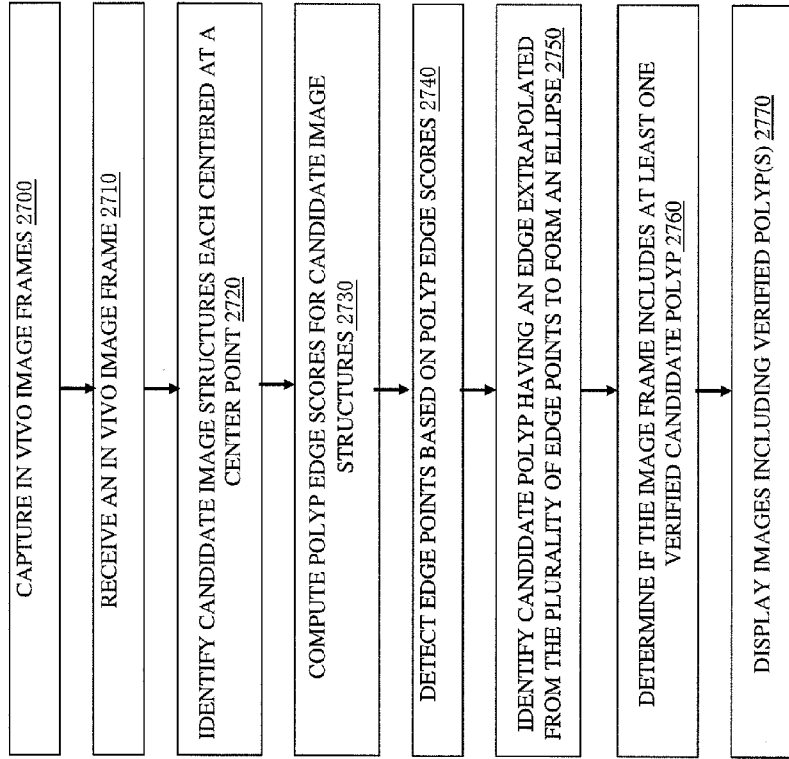 CAPTURE IN VIVO IMAGE FRAMES 2700
RECEIVE AN IN VIVO IMAGE FRAME 2710
IDENTIFY CANDIDATE IMAGE STRUCTURES EACH CENTERED AT A
CENTER POINT 2720
COMPUTE POLYP EDGE SCORES FOR CANDIDATE IMAGE
STRUCTURES 2730
DETECT EDGE POINTS BASED ON POLYP EDGE SCORES 2740
IDENTIFY CANDIDATE POLYP HAVING AN EDGE EXTRAPOLATED
FROM THE PLURALITY OF EDGE POINTS TO FORM AN ELLIPSE 2750
DETERMINE IF THE IMAGE FRAME INCLUDES AT LEAST ONE
VERIFIED CANDIDATE POLYP 2760
DISPLAY IMAGES INCLUDING VERIFIED POLYP(S) 2770